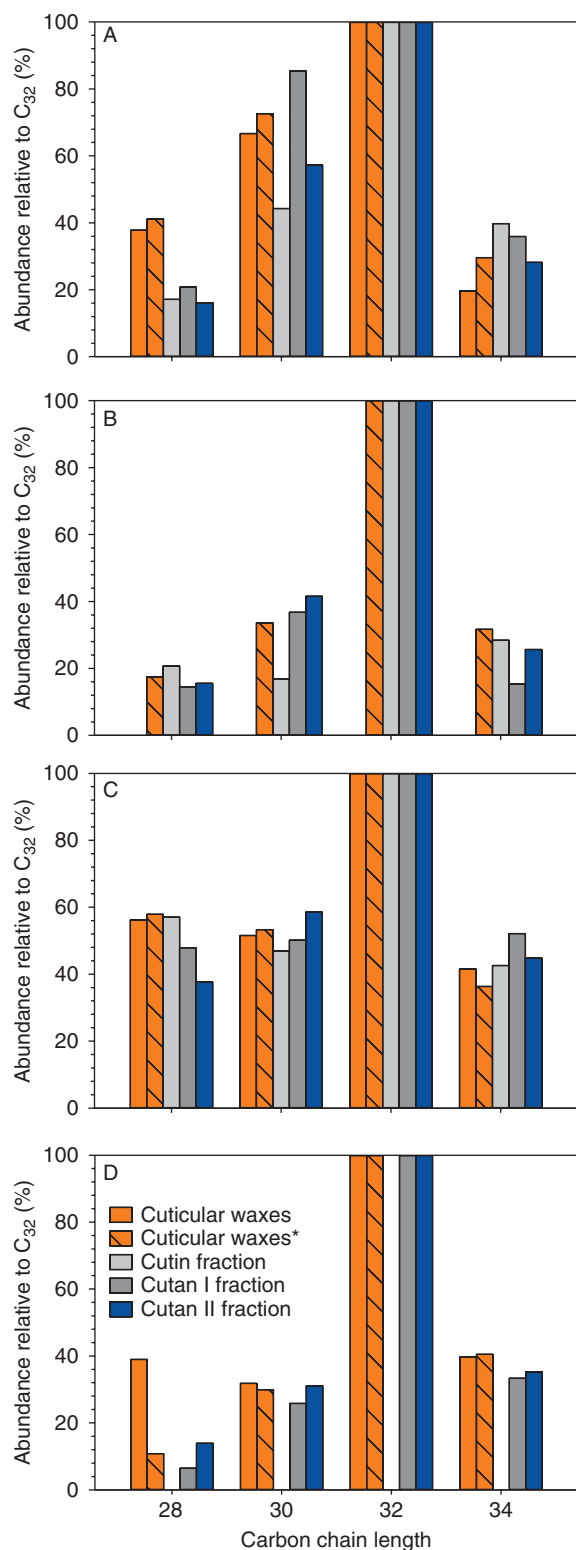 A
Abundance relative to C32 (%)
100
80
60
40
20
0
B
Abundance relative to C32 (%)
100
80
60
40
20
0
C
Abundance relative to C32 (%)
100
80
60
40
20
0
D
Abundance relative to C32 (%)
100
80
60
40
20
0
Cuticular waxes
Cuticular waxes*
Cutin fraction
Cutan I fraction
Cutan II fraction
28 30 32 34
Carbon chain length